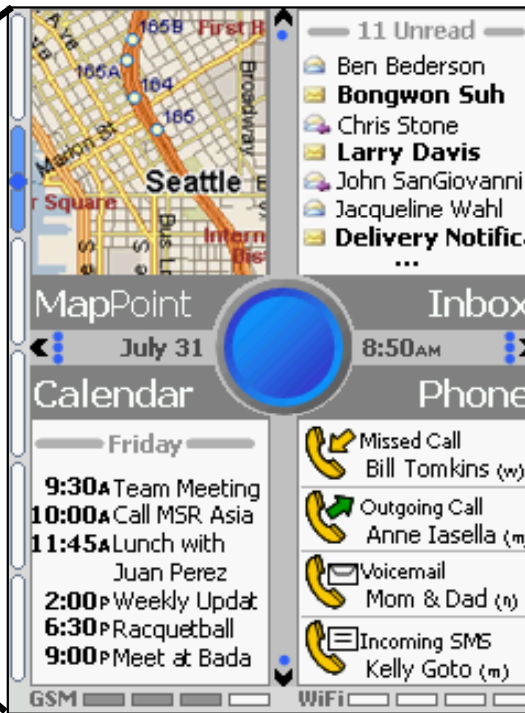 165B First H
165A
164
165
Broadway
Marion St
Seattle
r Square
Bus Ln
Intern
Dis
MapPoint
11 Unread
Ben Bederson
Bongwon Suh
Chris Stone
Larry Davis
John SanGiovanni
Jacqueline Wahl
Delivery Notifica
...
Inbox
July 31
8:50AM
Calendar
Friday
9:30A Team Meeting
10:00A Call MSR Asia
11:45A Lunch with
Juan Perez
2:00P Weekly Updat
6:30P Racquetball
9:00P Meet at Bada
Phone
Missed Call
Bill Tomkins (w)
Outgoing Call
Anne Iasella (m
Voicemail
Mom & Dad (h)
Incoming SMS
Kelly Goto (m)
GSM
WiFi